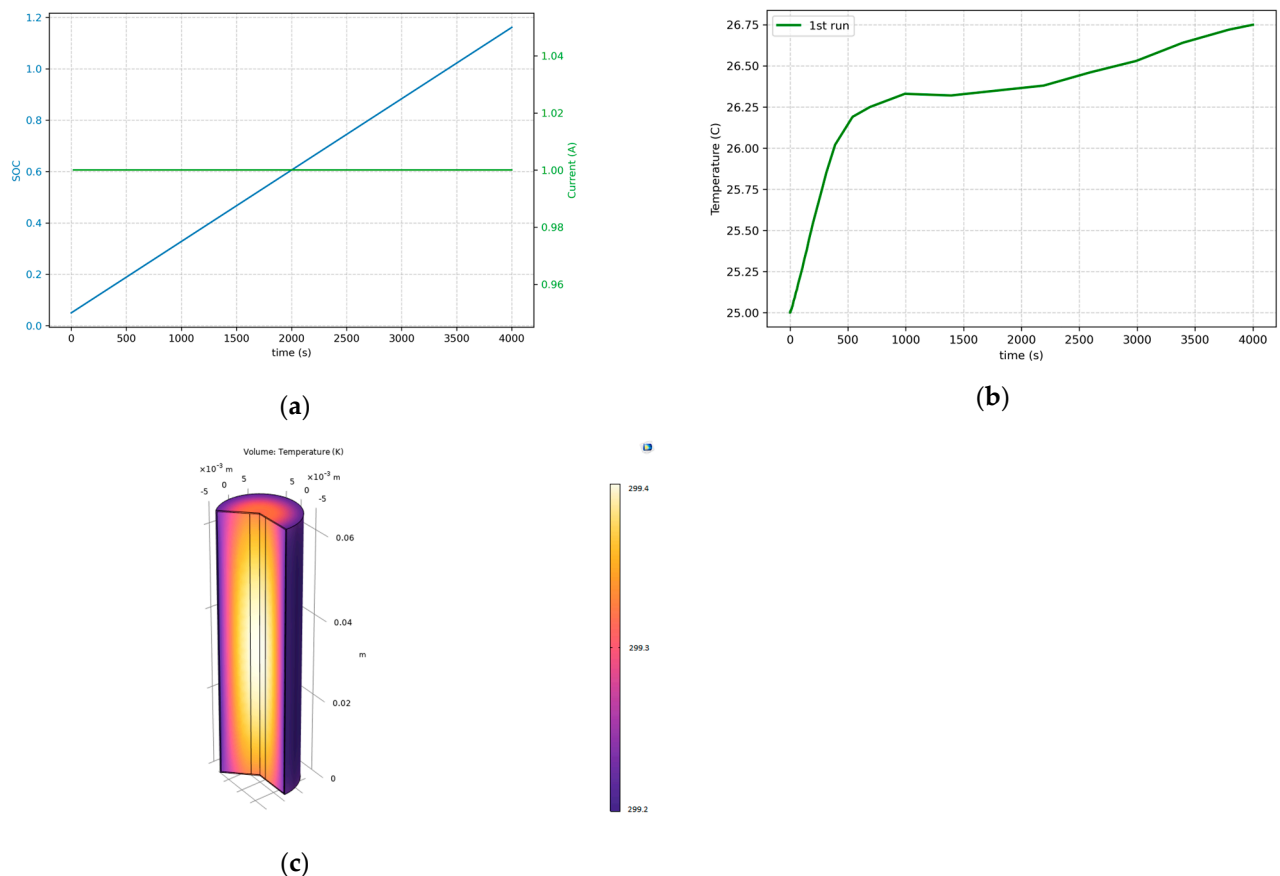 1.2
1.0
0.8
0.6
0.4
0.2
0.0
SOC
1.04
1.02
1.00
0.98
0.96
Current (A)
0 500 1000 1500 2000 2500 3000 3500 4000
time (s)
(a)
1st run
26.75
26.50
26.25
26.00
25.75
25.50
25.25
25.00
Temperature (C)
0 500 1000 1500 2000 2500 3000 3500 4000
time (s)
(b)
Volume: Temperature (K)
×10⁻³ m
-5 0 5
×10⁻³ m
5 0 -5
0.06
0.04
m
0.02
0
299.4
299.3
299.2
(c)